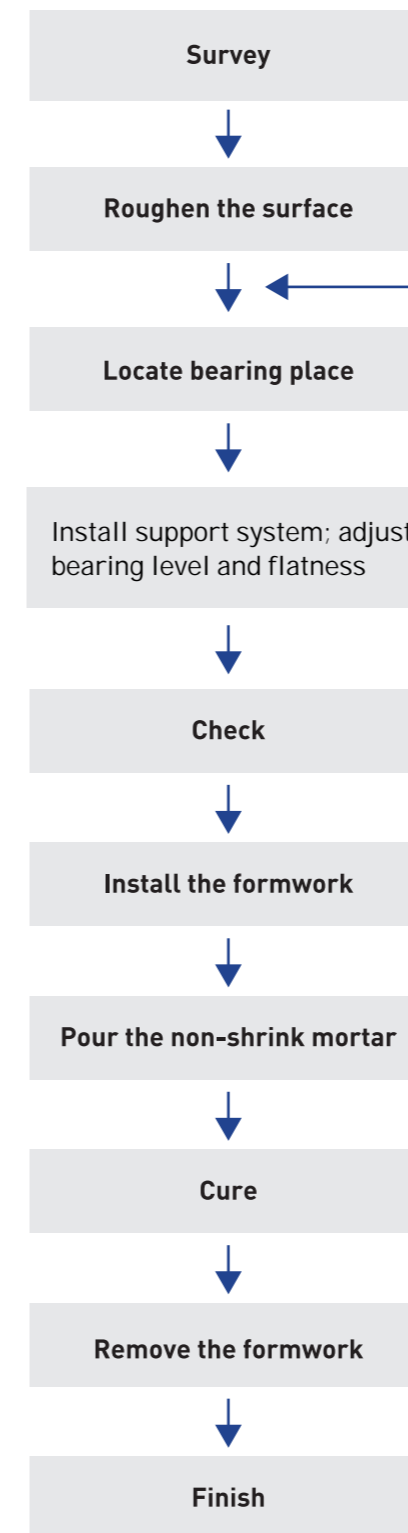 Survey
Roughen the surface
Locate bearing place
Install support system; adjust
bearing level and flatness
Check
Install the formwork
Pour the non-shrink mortar
Cure
Remove the formwork
Finish